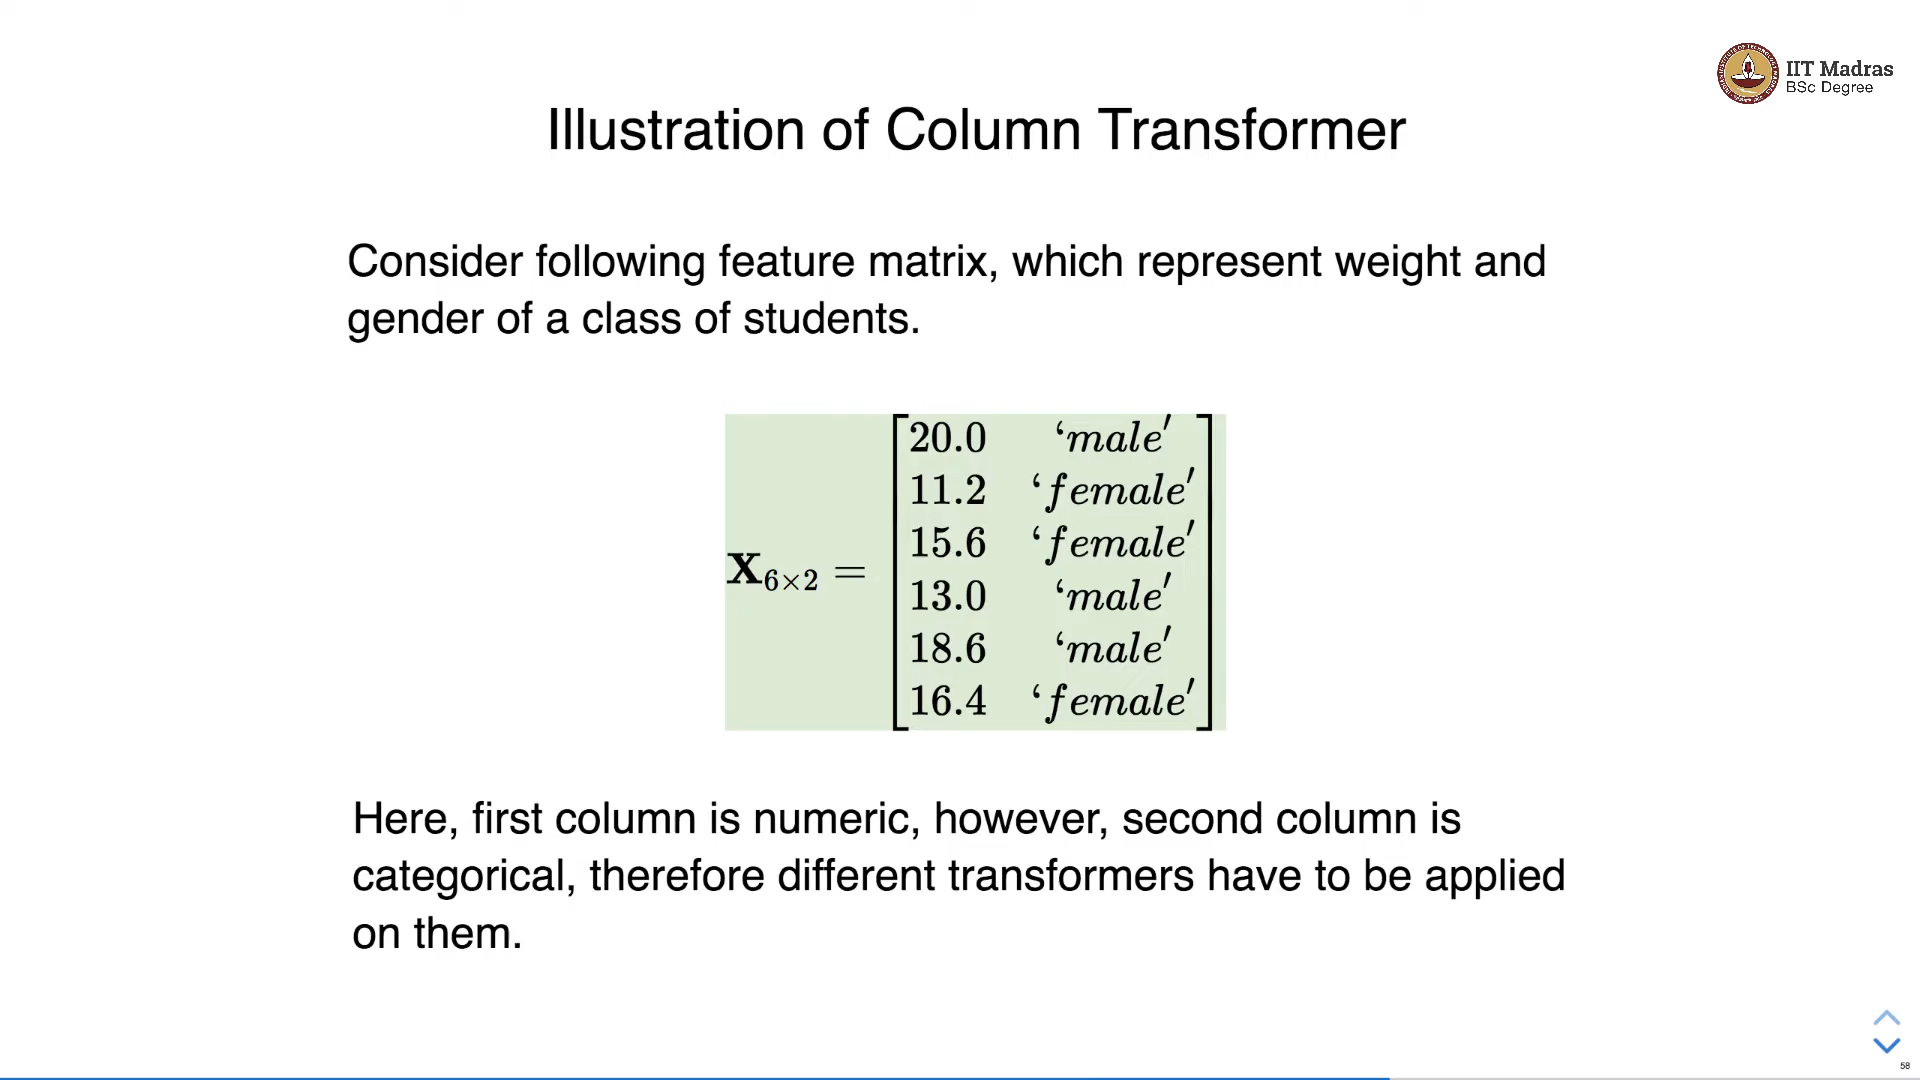 IIT Madras
BSc Degree
Illustration of Column Transformer
Consider following feature matrix, which represent weight and
gender of a class of students.
20.0 ‘male′
11.2 ‘female′
15.6 ‘female′
X6×2 =
13.0 ‘male′
18.6 ‘male′
16.4 ‘female′
Here, first column is numeric, however, second column is
categorical, therefore different transformers have to be applied
on them.
58